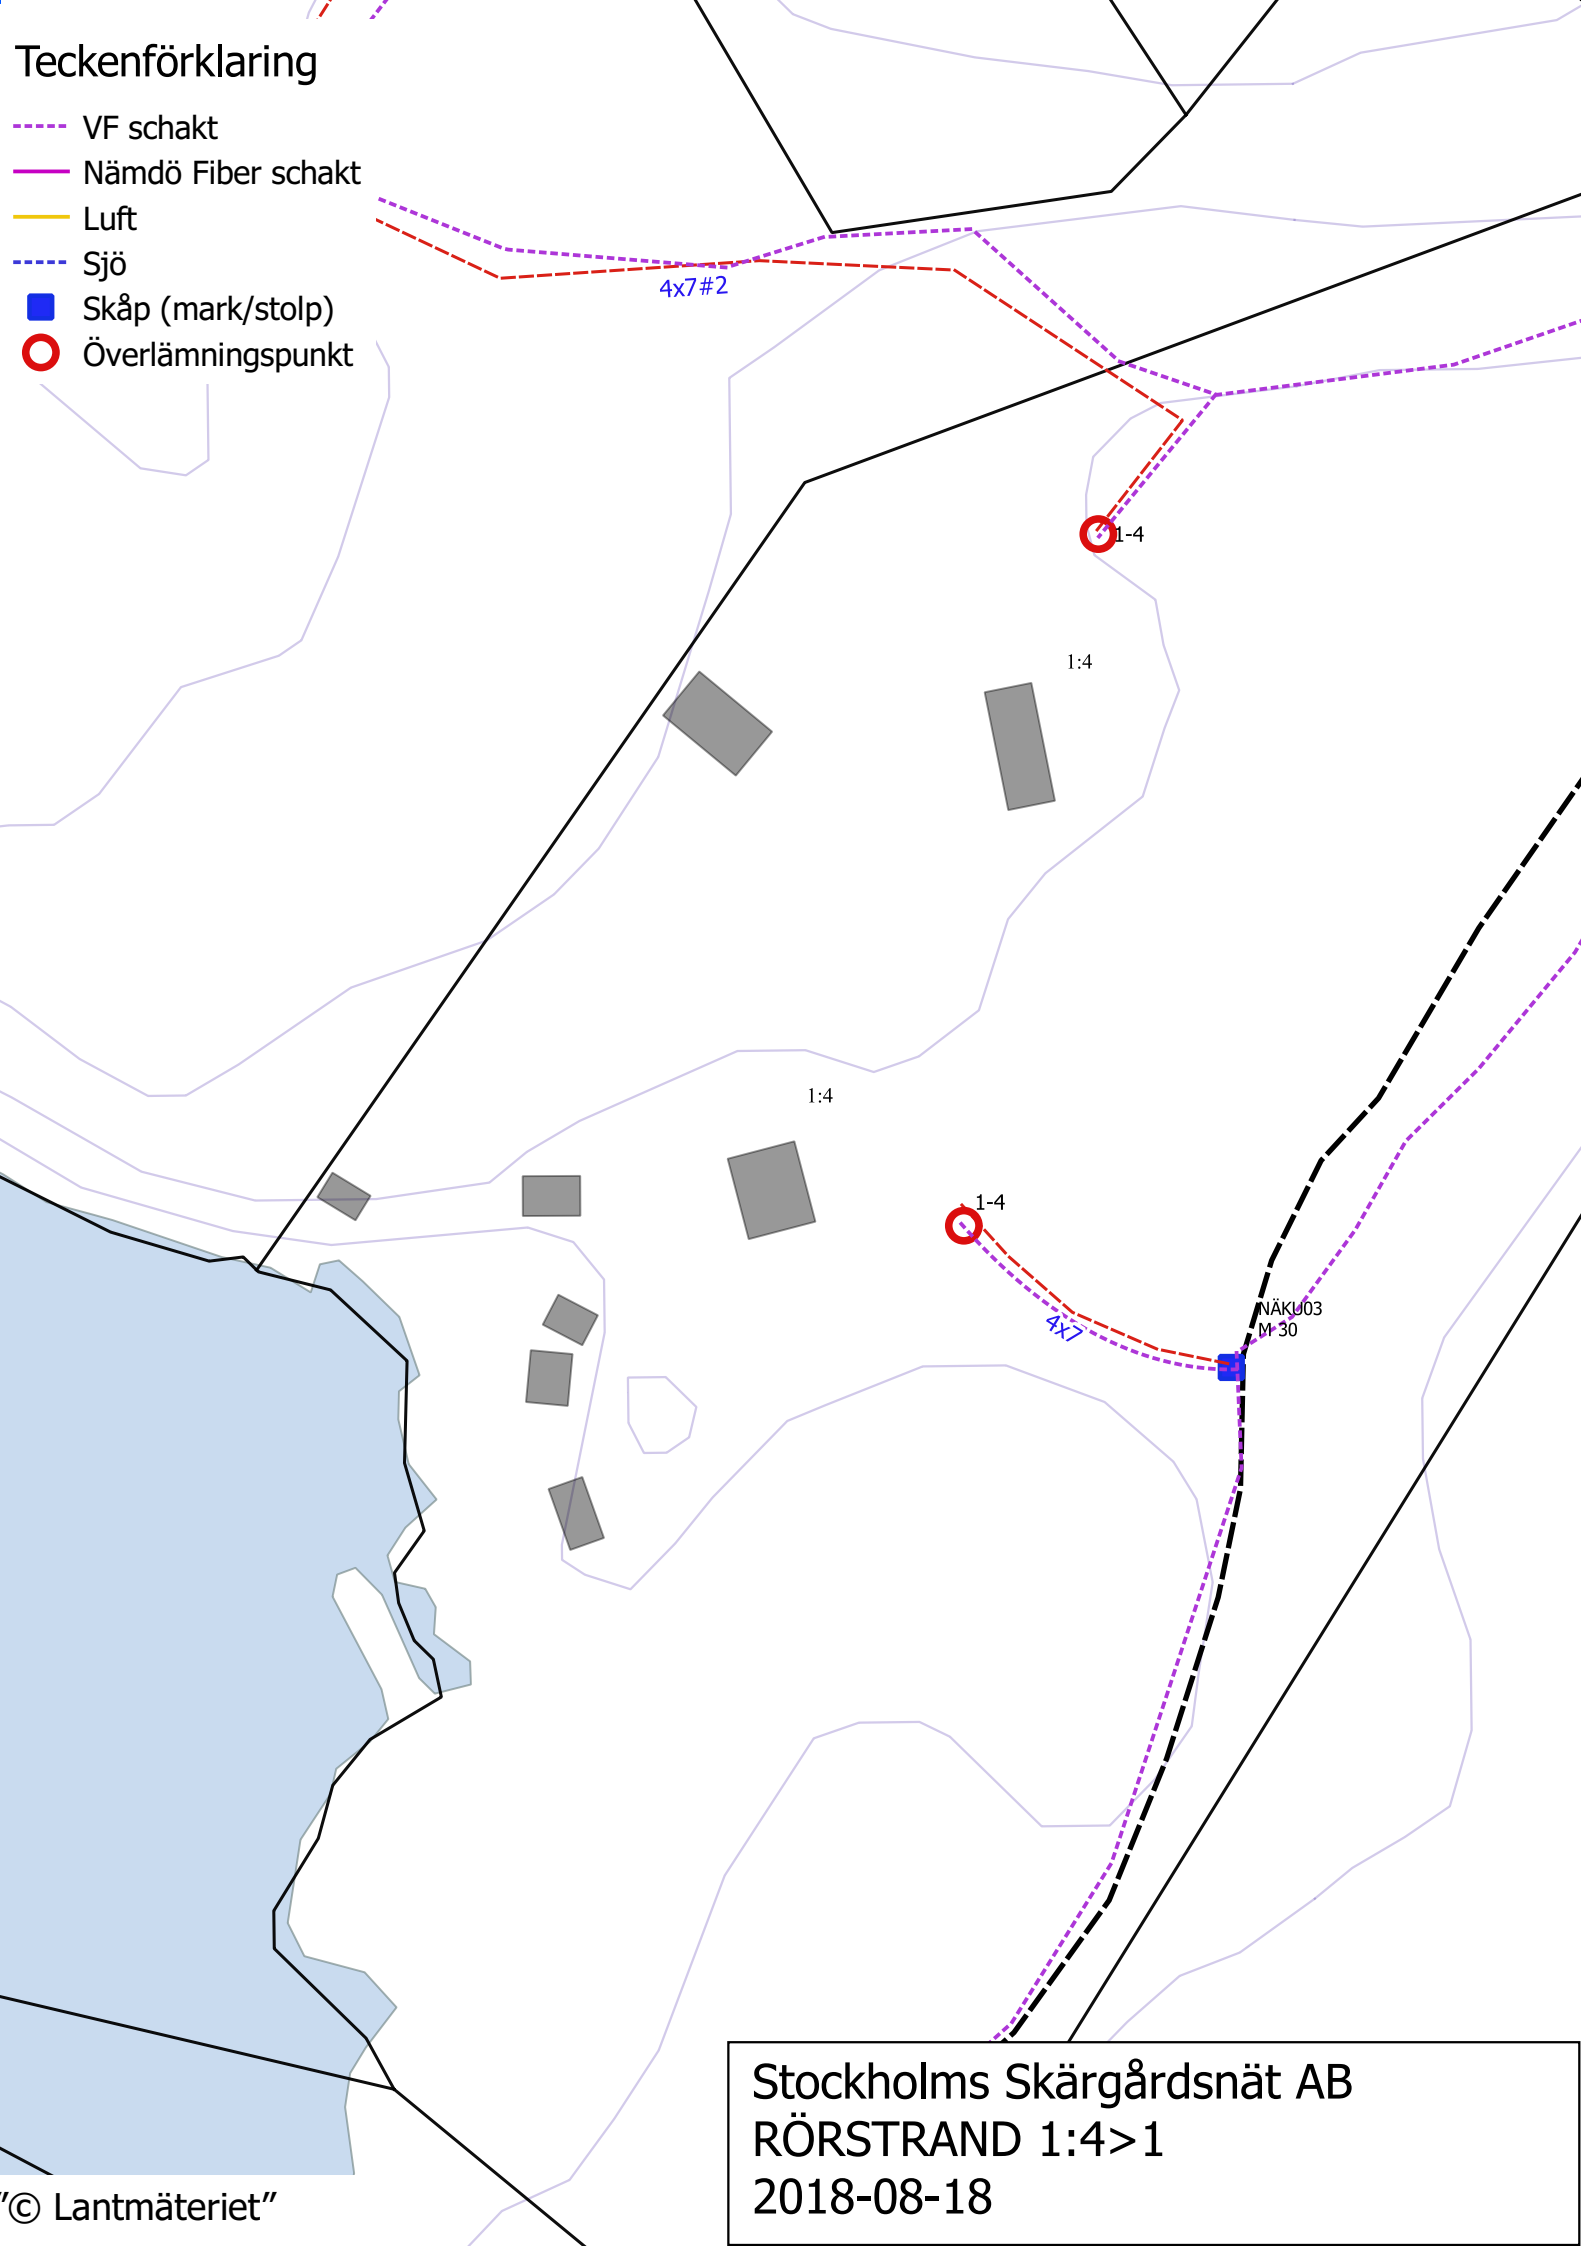 Teckenförklaring
VF schakt
Nämdö Fiber schakt
Luft
Sjö
Skåp (mark/stolp)
Överlämningspunkt
4x7#2
1-4
1:4
1:4
1-4
4x7
NÄKU03
M 30
Stockholms Skärgårdsnät AB
RÖRSTRAND 1:4>1
2018-08-18
"© Lantmäteriet"